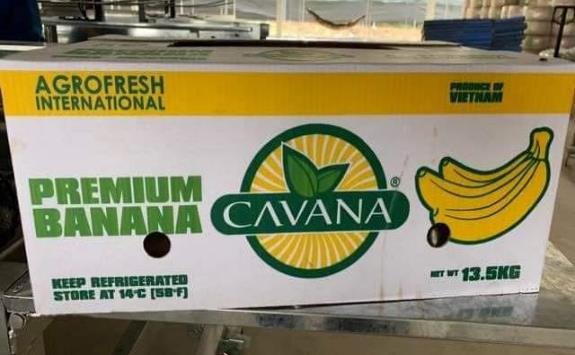 AGROFRESH
INTERNATIONAL
PRODUCE OF
VIETNAM
PREMIUM
BANANA
CAVANA®
KEEP REFRIGERATED
STORE AT 14°C (58°F)
NET WT 13.5KG